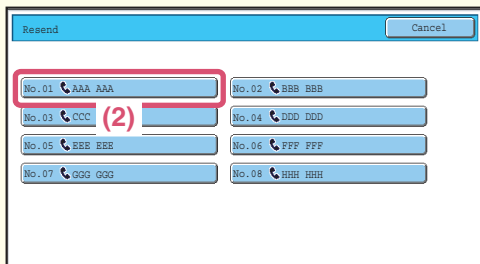 Resend Cancel
No.01 AAA AAA No.02 BBB BBB
No.03 CCC (2) No.04 DDD DDD
No.05 EEE EEE No.06 FFF FFF
No.07 GGG GGG No.08 HHH HHH